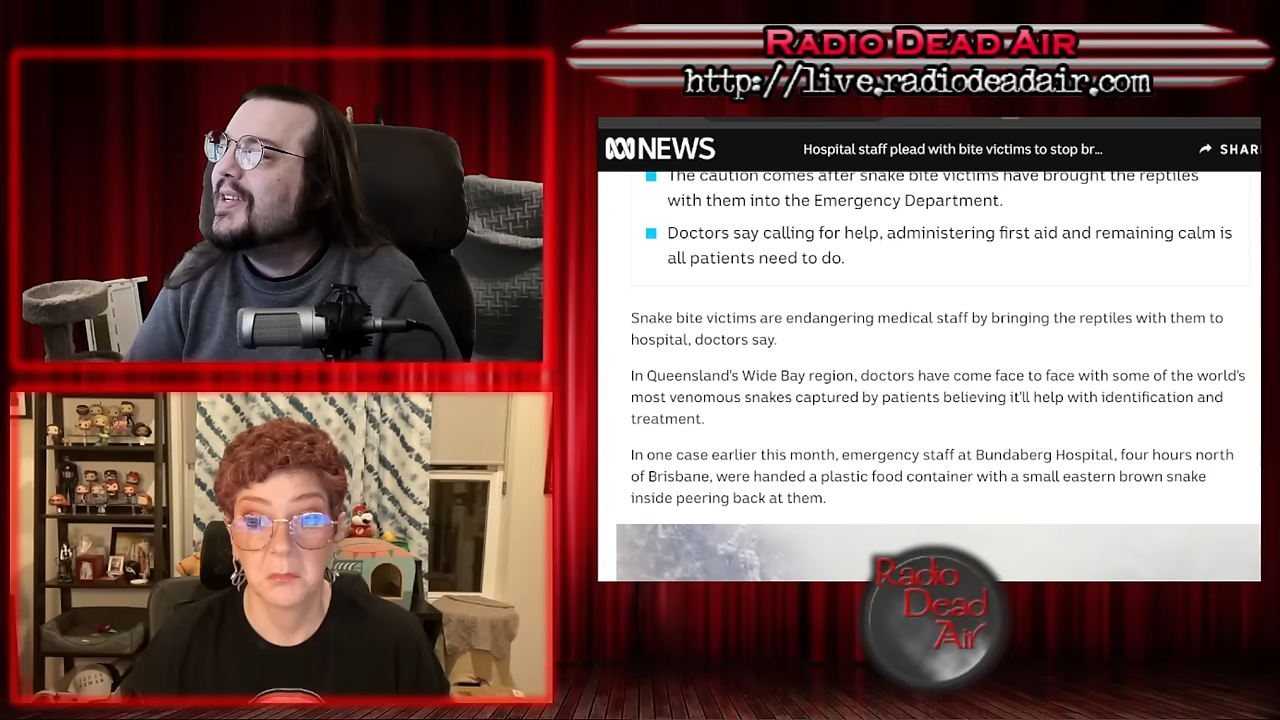 Radio Dead Air
http://live.radiodeadair.com
NEWS
Hospital staff plead with bite victims to stop br...
SHAR
The caution comes after snake bite victims have brought the reptiles
with them into the Emergency Department.
Doctors say calling for help, administering first aid and remaining calm is
all patients need to do.
Snake bite victims are endangering medical staff by bringing the reptiles with them to
hospital, doctors say.
In Queensland's Wide Bay region, doctors have come face to face with some of the world's
most venomous snakes captured by patients believing it'll help with identification and
treatment.
In one case earlier this month, emergency staff at Bundaberg Hospital, four hours north
of Brisbane, were handed a plastic food container with a small eastern brown snake
inside peering back at them.
Radio
Dead
Air